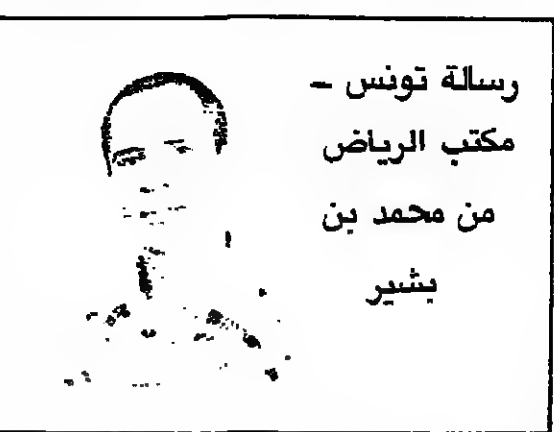 رسالة تونس –
مكتب الرياض
من محمد بن
بشير